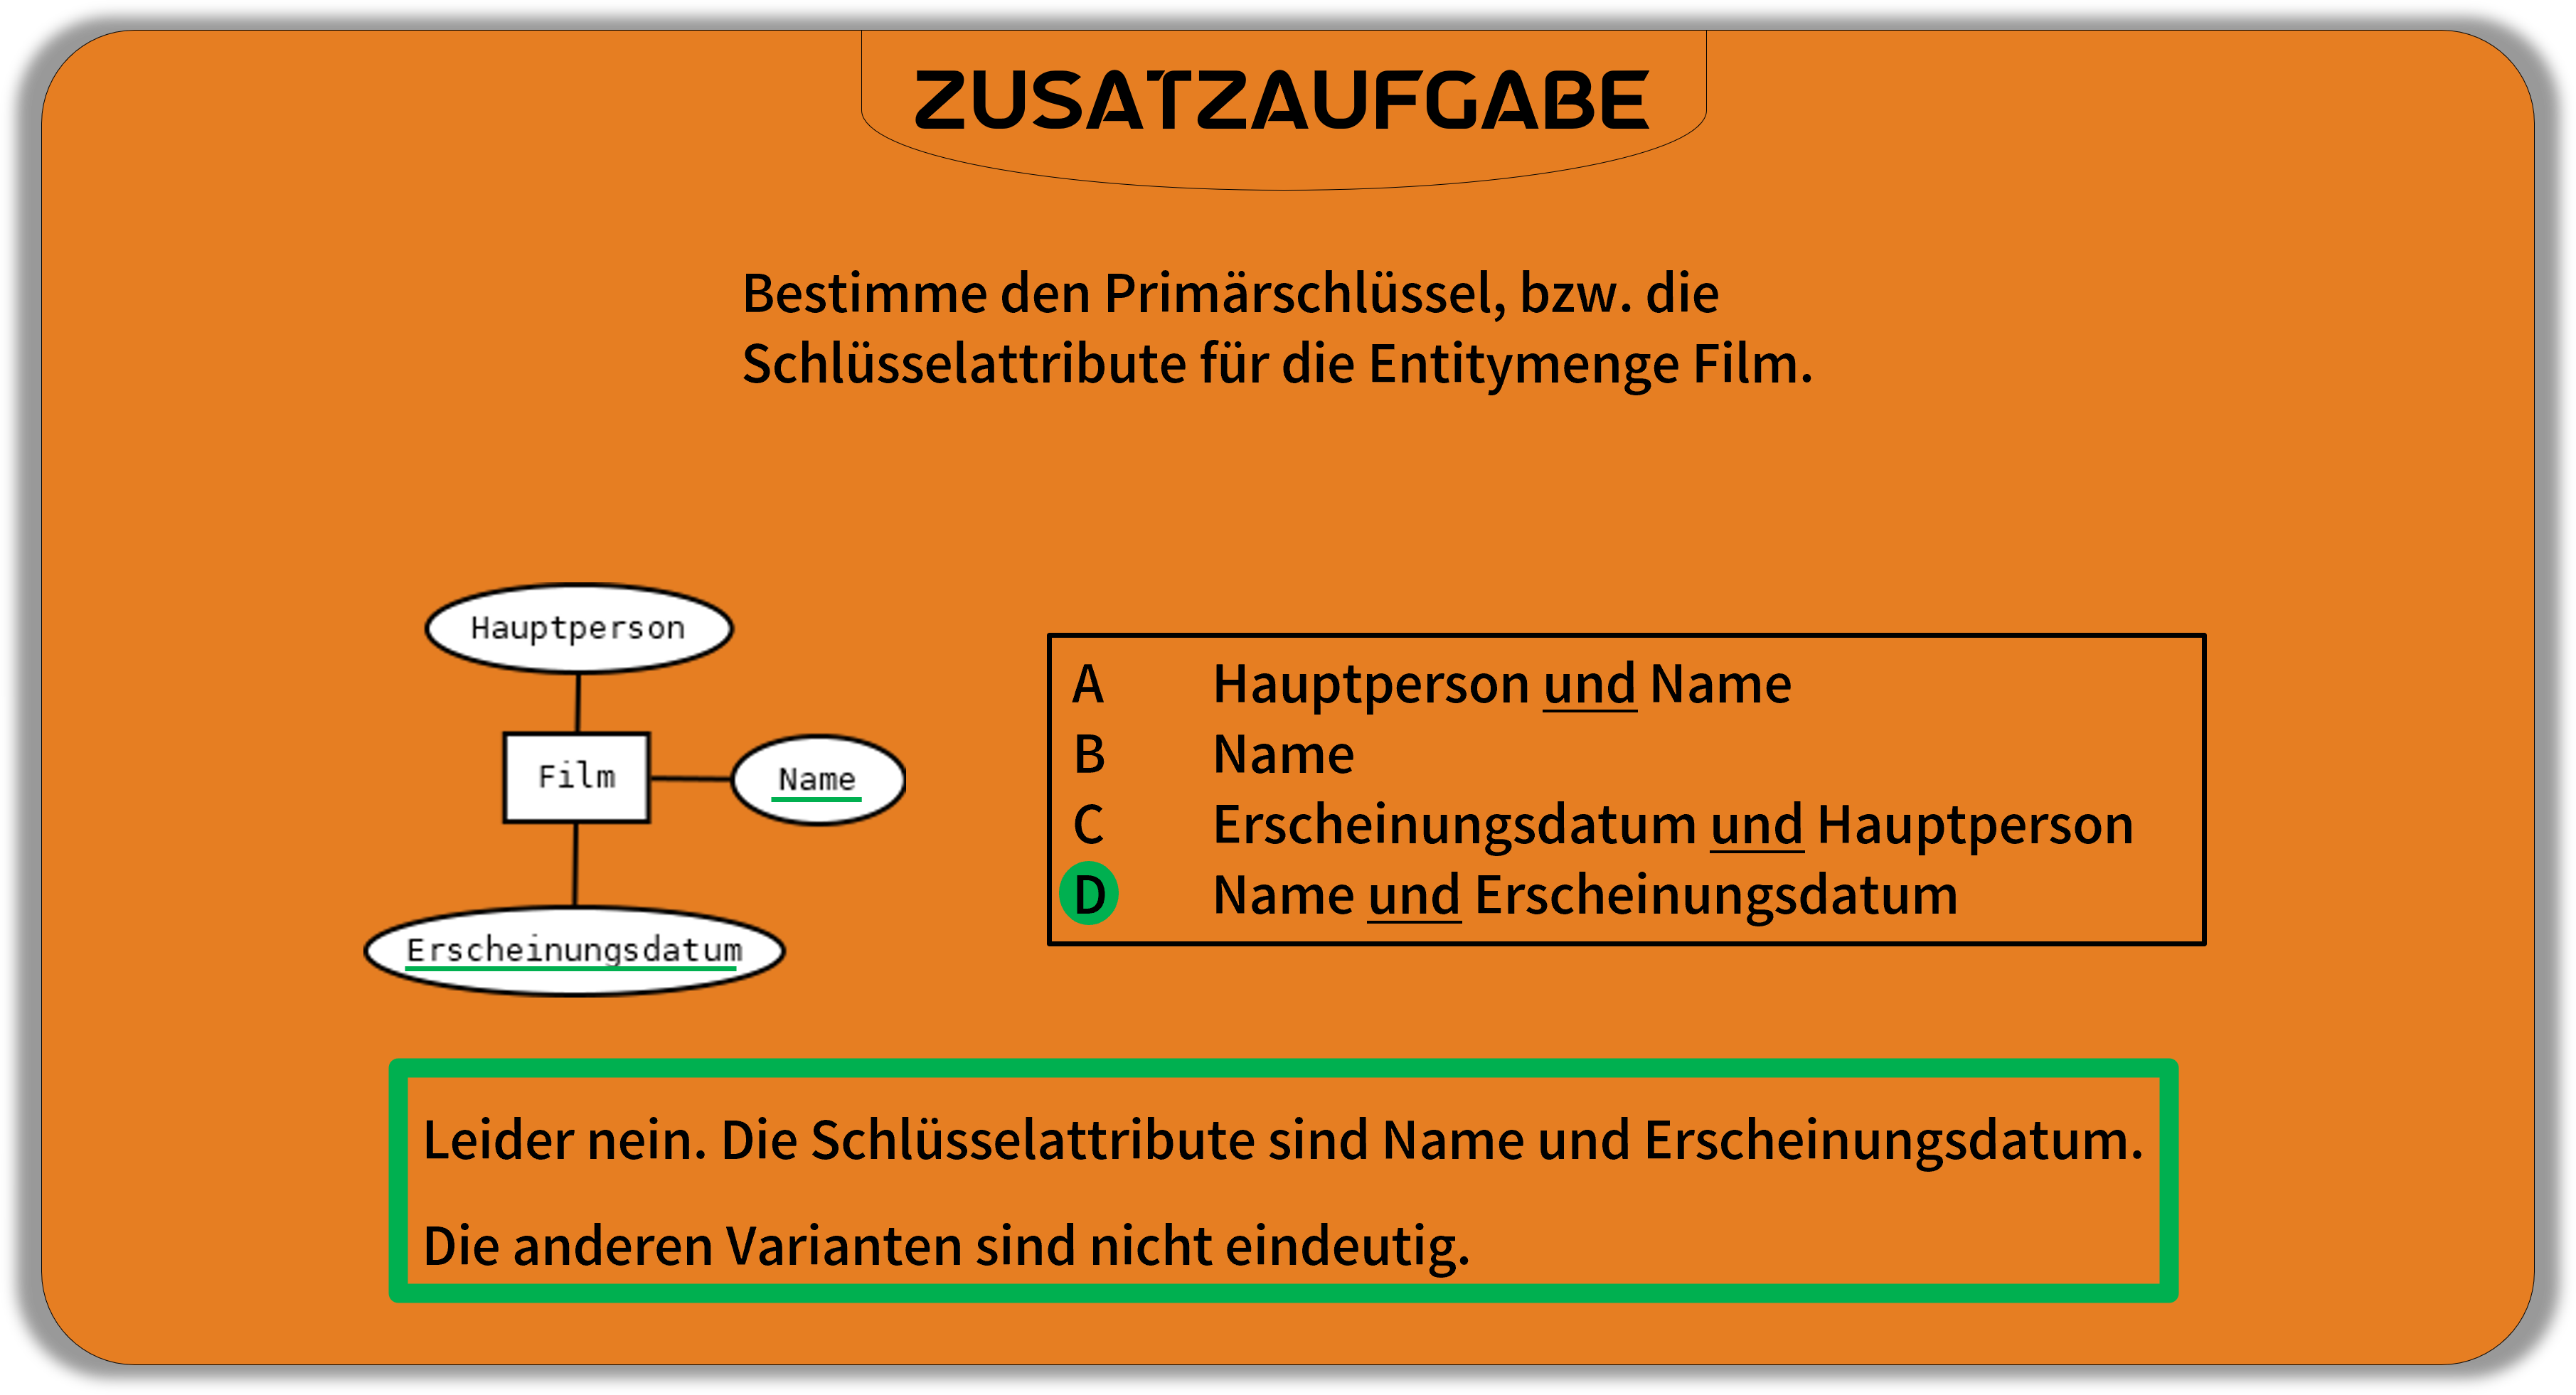 ZUSATZAUFGABE
Bestimme den Primärschlüssel, bzw. die
Schlüsselattribute für die Entitymenge Film.
Hauptperson
Film
Name
Erscheinungsdatum
A Hauptperson und Name
B Name
C Erscheinungsdatum und Hauptperson
D Name und Erscheinungsdatum
Leider nein. Die Schlüsselattribute sind Name und Erscheinungsdatum.
Die anderen Varianten sind nicht eindeutig.